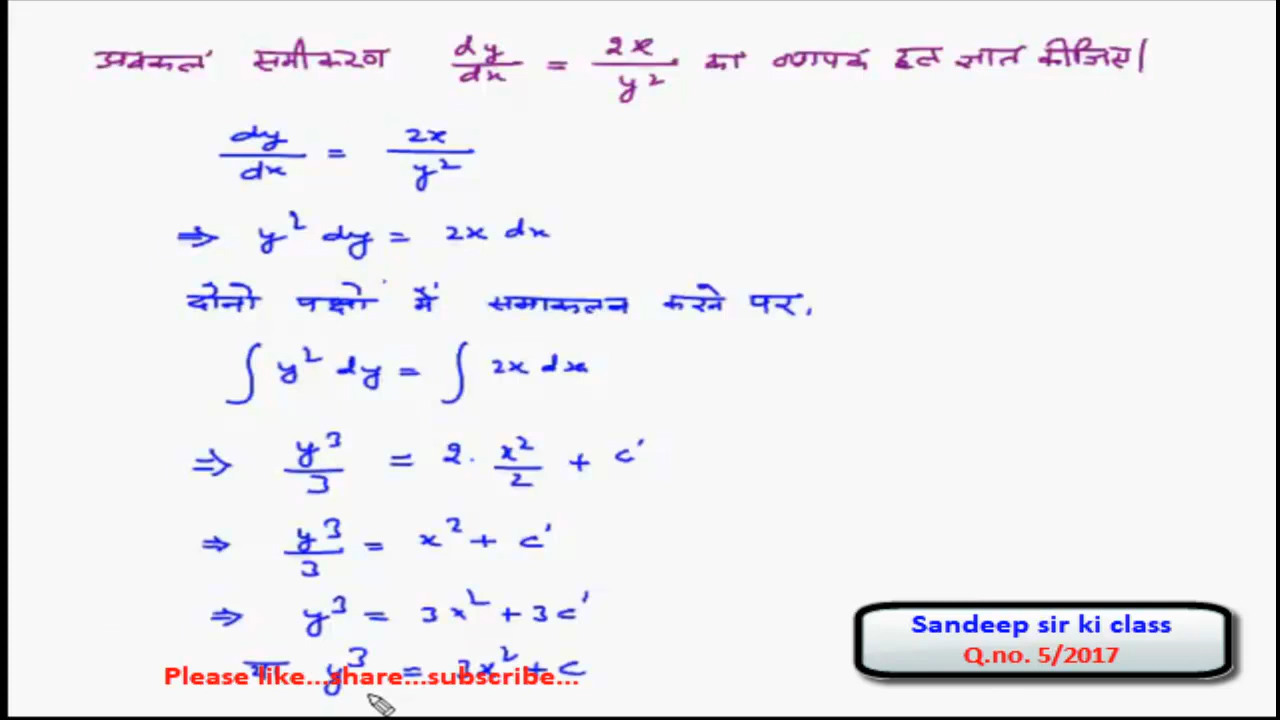 अवकल समीकरण dy/dx = 2x/y² का व्यापक हल ज्ञात कीजिए।
dy/dx = 2x/y²
⇒ y² dy = 2x dx
दोनो पक्षो में समाकलन करने पर,
∫ y² dy = ∫ 2x dx
⇒ y³/3 = 2. x²/2 + c'
⇒ y³/3 = x² + c'
⇒ y³ = 3x² + 3c'
या y³ = 3x² + c
Please like...share...subscribe...
Sandeep sir ki class
Q.no. 5/2017